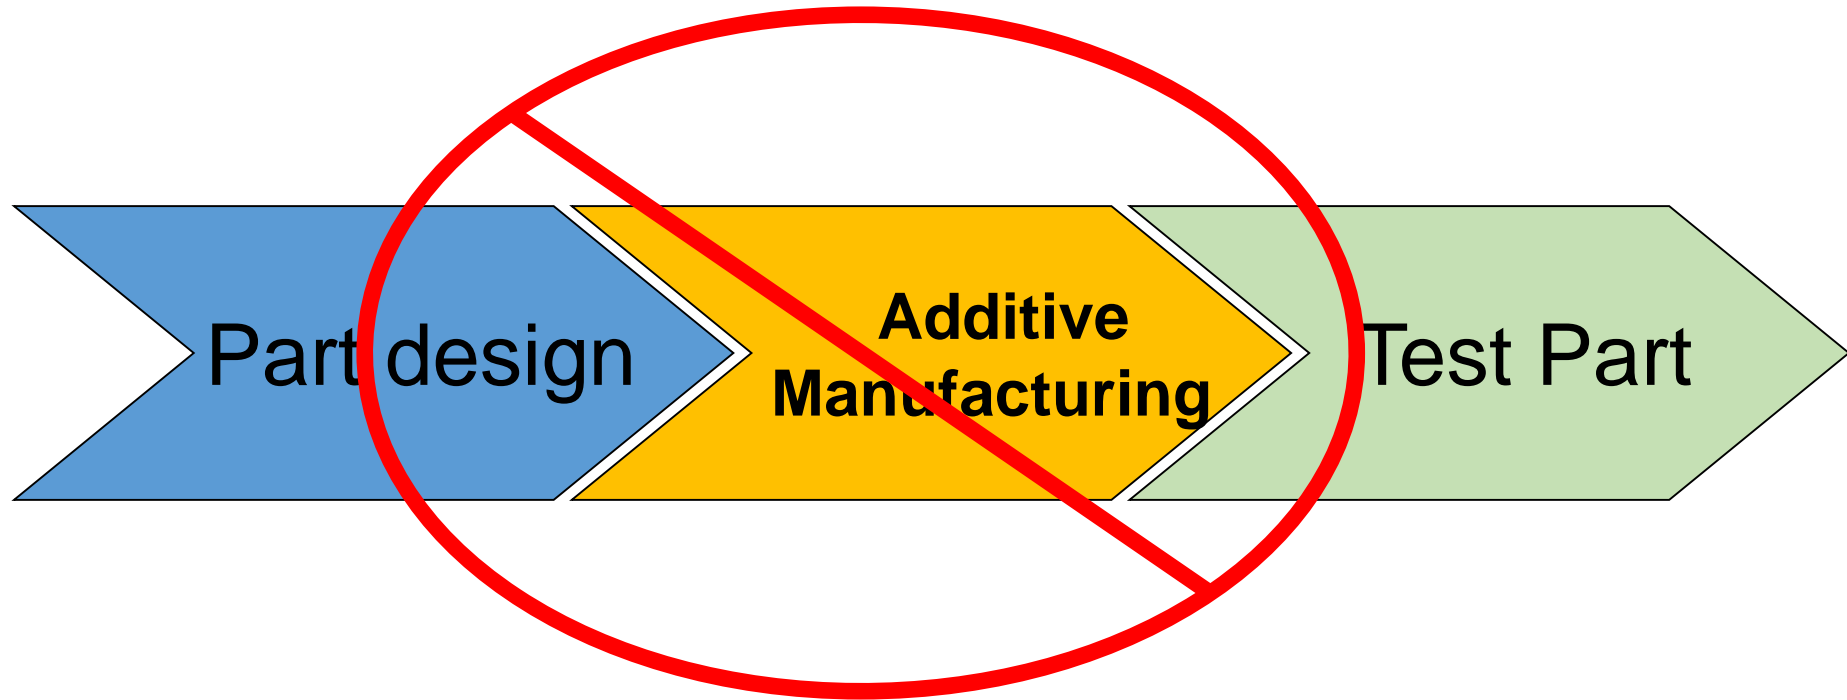 Part design
Additive
Manufacturing
Test Part